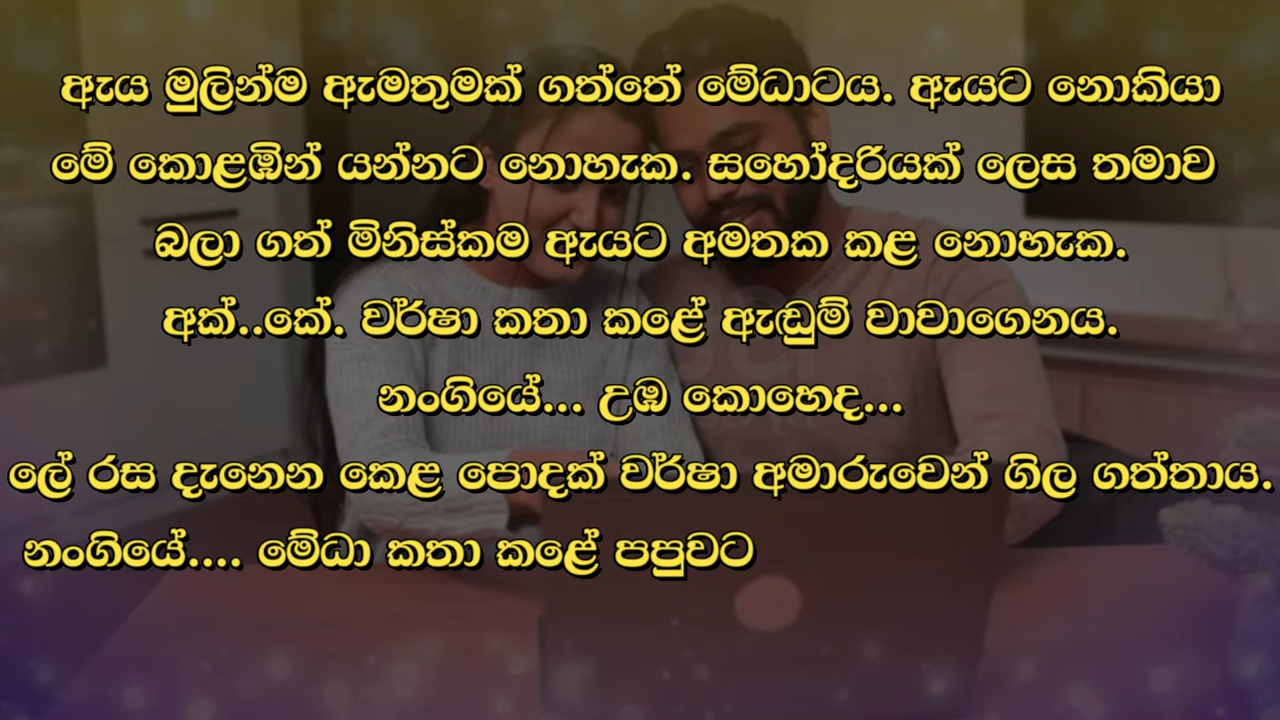 ඇය මුලින්ම ඇමතුමක් ගත්තේ මේධාටය. ඇයට නොකියා
මේ කොළඹින් යන්නට නොහැක. සහෝදරියක් ලෙස තමාව
බලා ගත් මිනිස්කම ඇයට අමතක කළ නොහැක.
අක්..කේ. වර්ෂා කතා කළේ ඇඬුම් වාවාගෙනය.
නංගියේ... උඹ කොහෙද...
ලේ රස දැනෙන කෙළ පොදක් වර්ෂා අමාරුවෙන් ගිල ගත්තාය.
නංගියේ.... මේධා කතා කළේ පපුවට